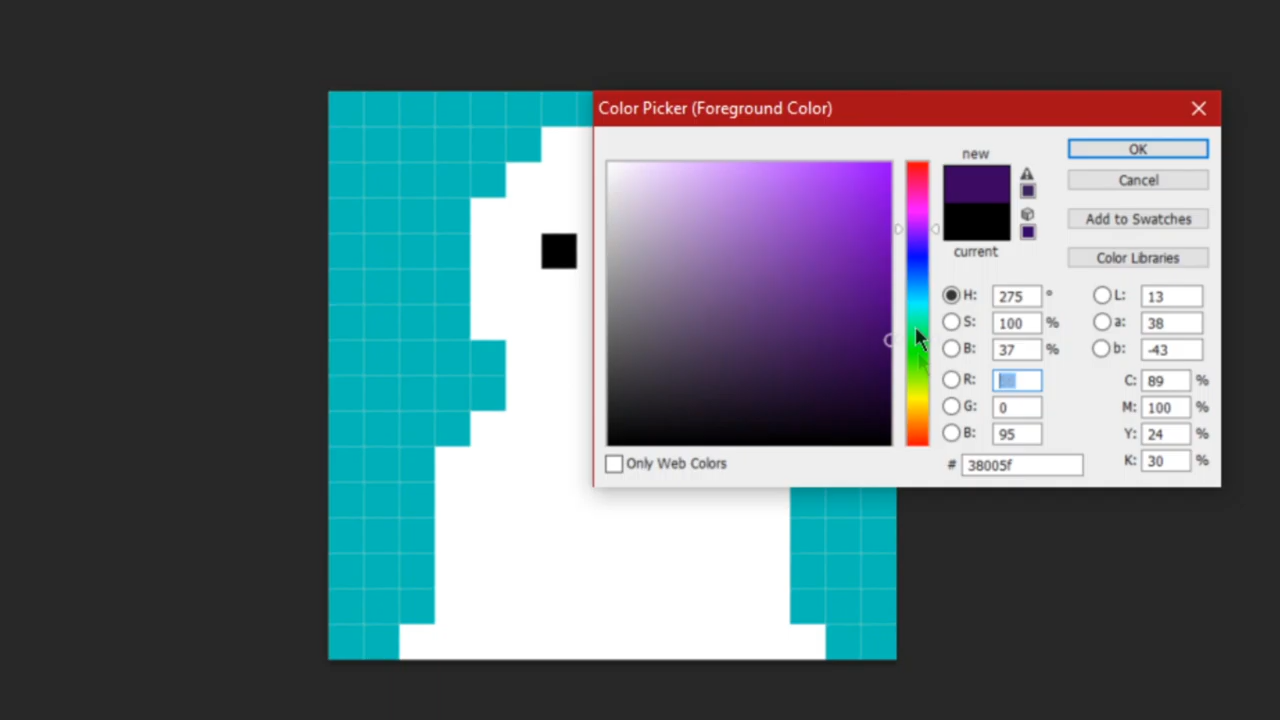 Color Picker (Foreground Color)
new
OK
Cancel
Add to Swatches
current
Color Libraries
H: 275 ° L: 13
S: 100 % a: 38
B: 37 % b: -43
R: C: 89 %
G: 0 M: 100 %
B: 95 Y: 24 %
Only Web Colors # 38005f K: 30 %